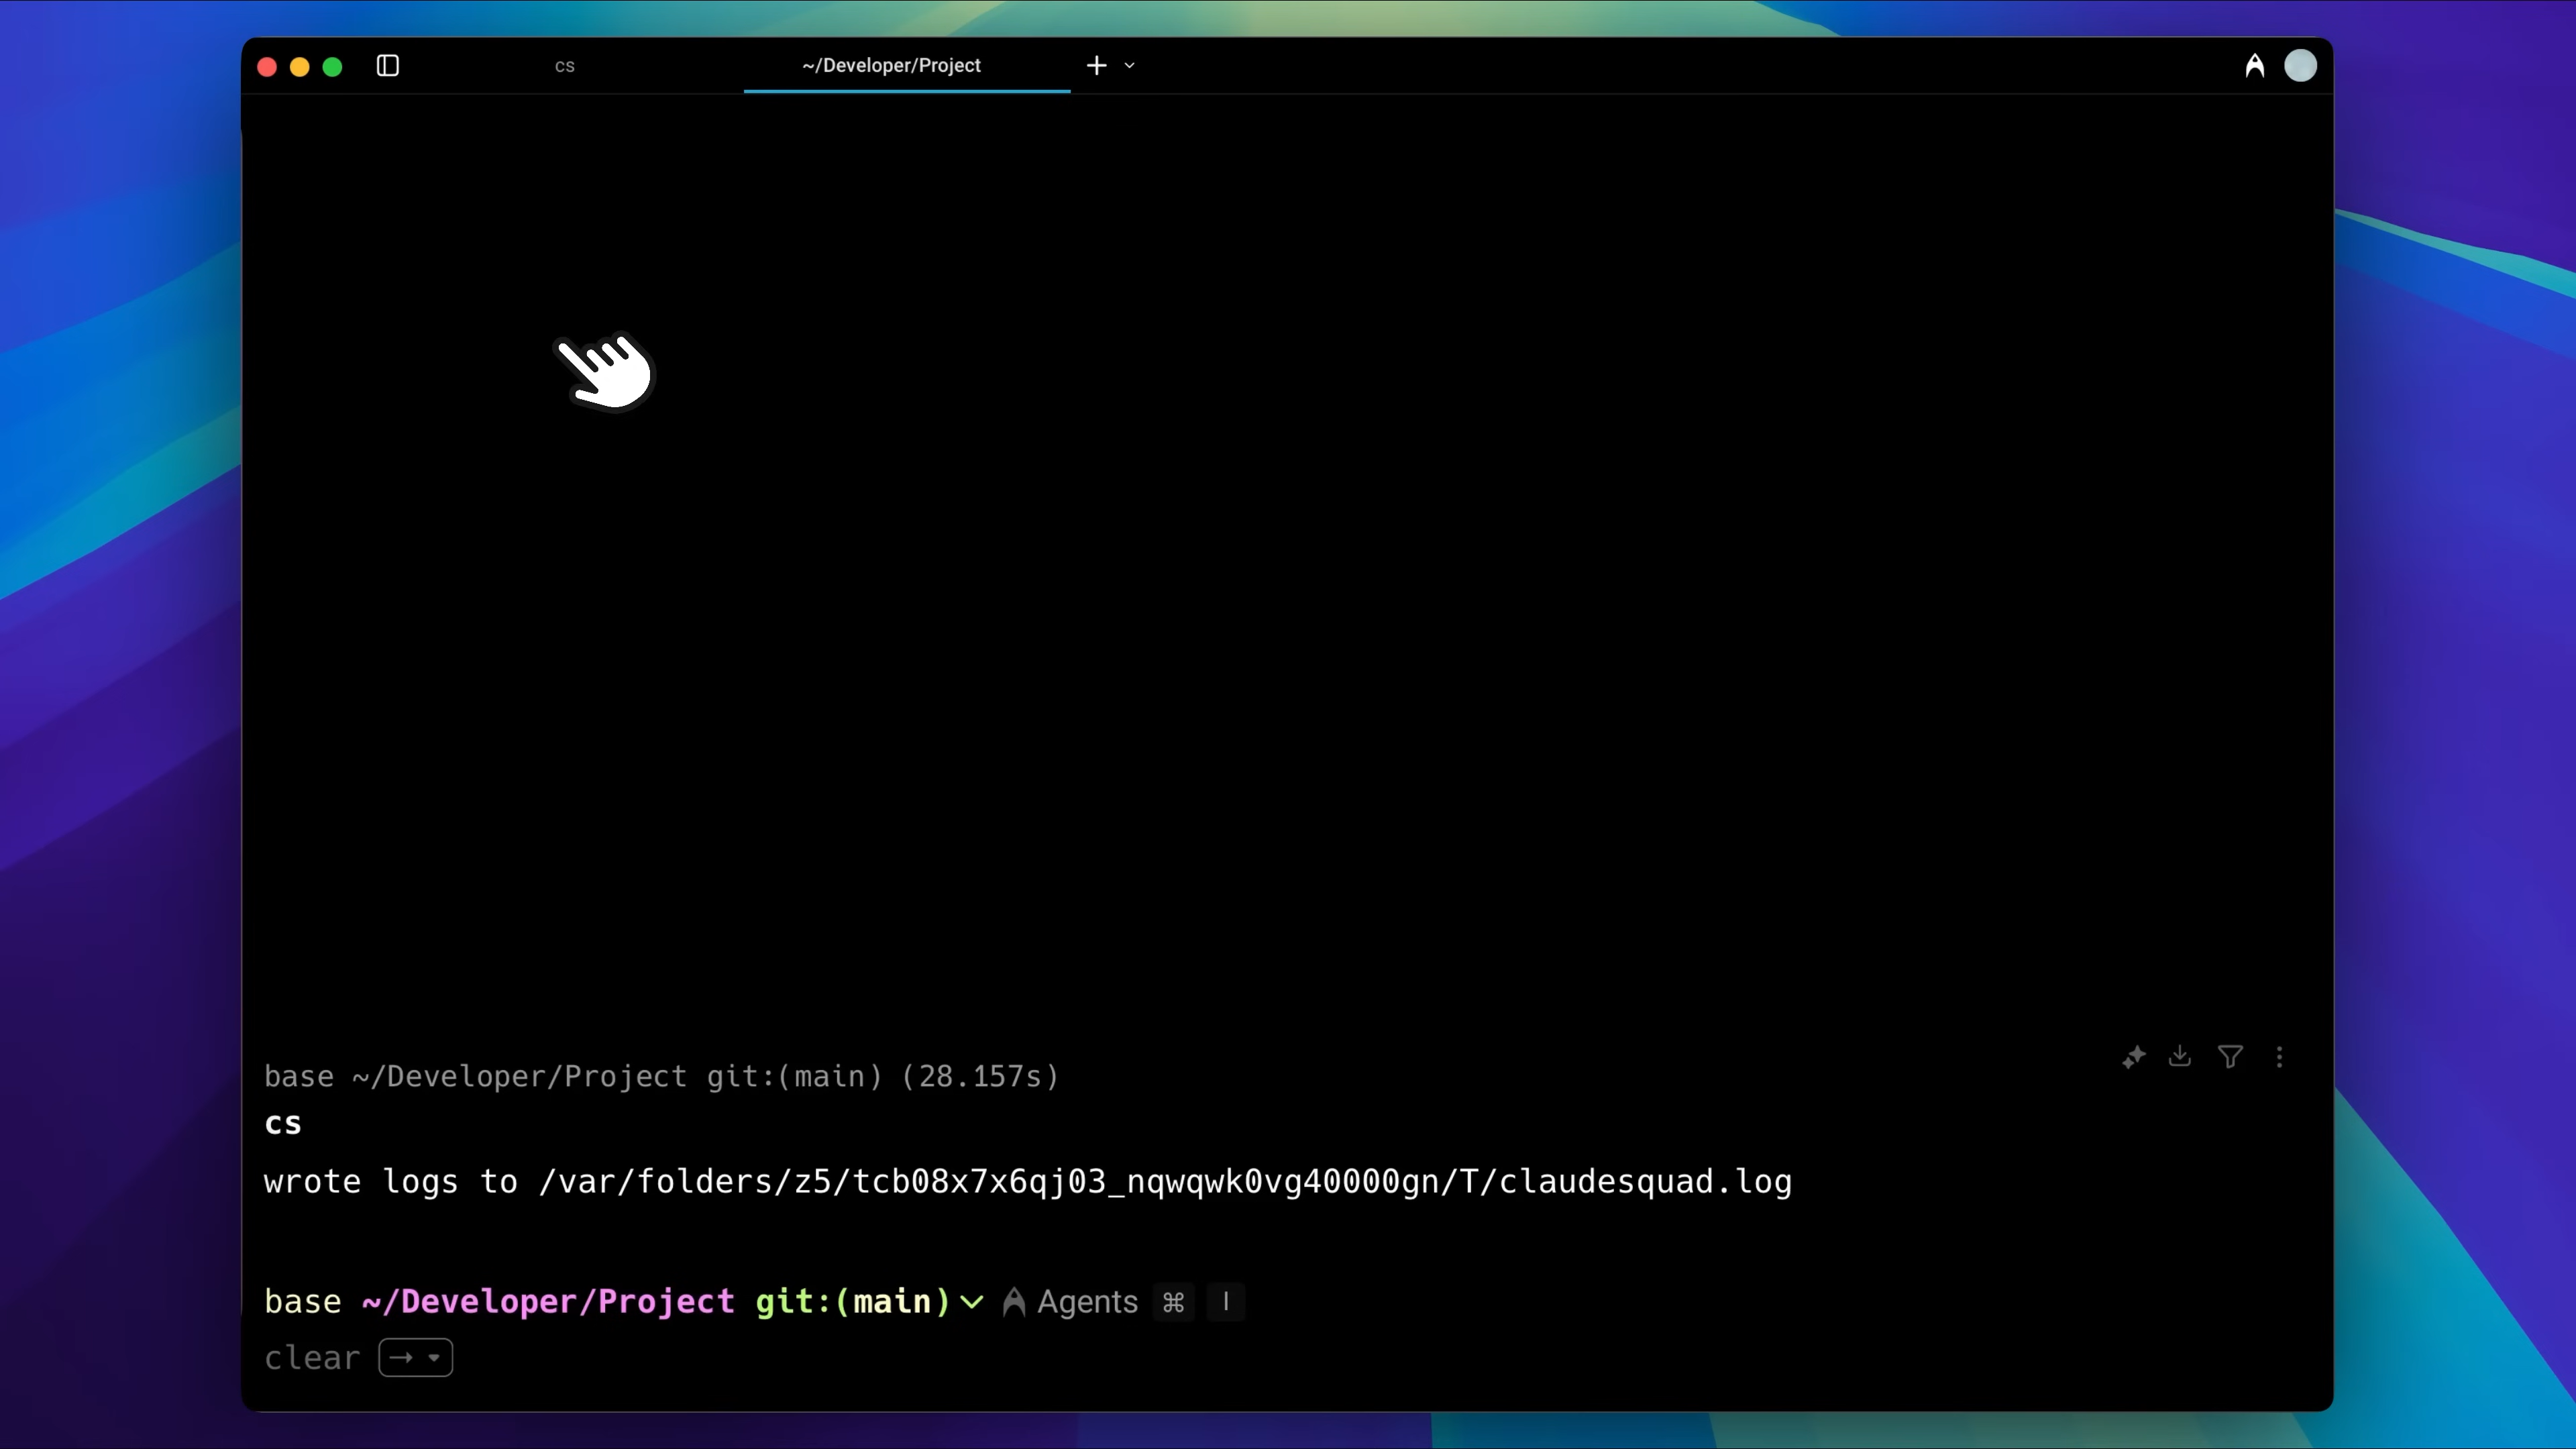 cs
~/Developer/Project
base ~/Developer/Project git:(main) (28.157s)
cs
wrote logs to /var/folders/z5/tcb08x7x6qj03_nqwqwk0vg40000gn/T/claudesquad.log
base ~/Developer/Project git:(main) Agents ⌘ I
clear →